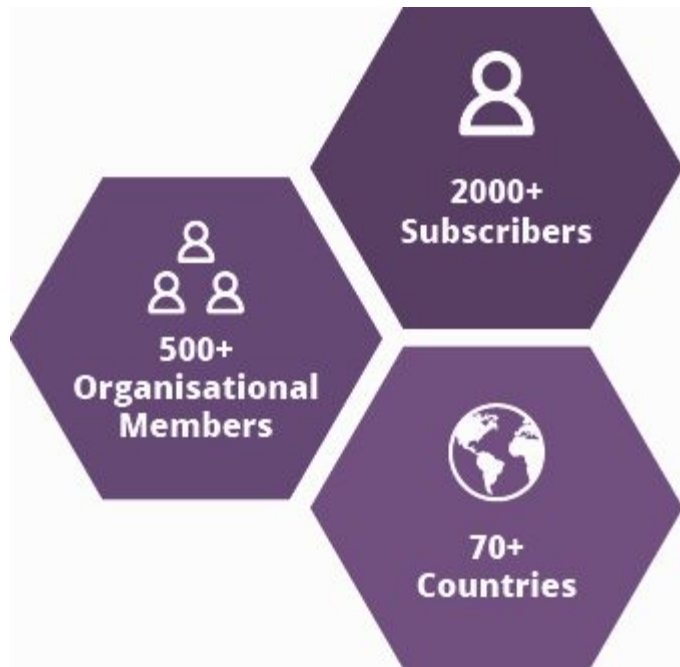 2000+
Subscribers
500+
Organisational
Members
70+
Countries